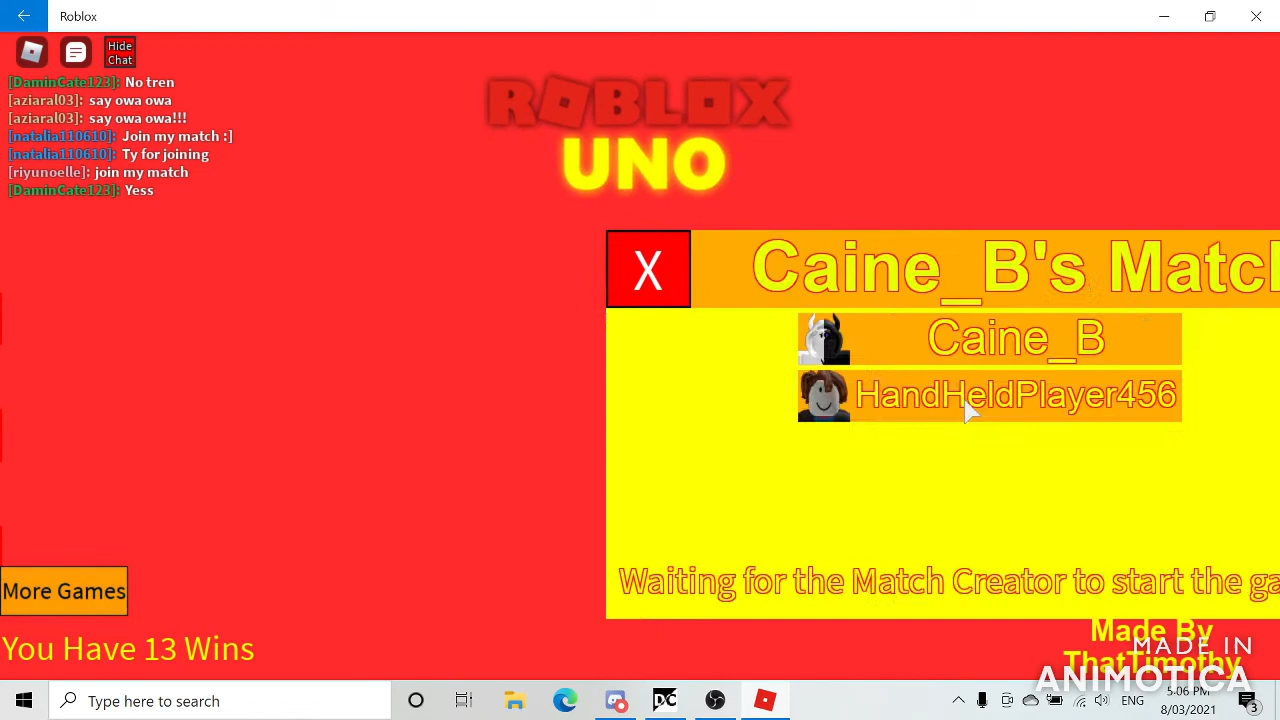 Roblox
Hide
Chat
[DaminCate123]: No tren
[aziaral03]: say owa owa
[aziaral03]: say owa owa!!!
[natalia110610]: Join my match :]
[natalia110610]: Ty for joining
[riyunoelle]: join my match
[DaminCate123]: Yess
ROBLOX
UNO
X
Caine_B's Match
Caine_B
HandHeldPlayer456
Waiting for the Match Creator to start the ga
More Games
You Have 13 Wins
Made By
ThatTimothy
MADE IN
ANIMOTICA
Type here to search
DC
ENG
5:06 PM
8/03/2021
3